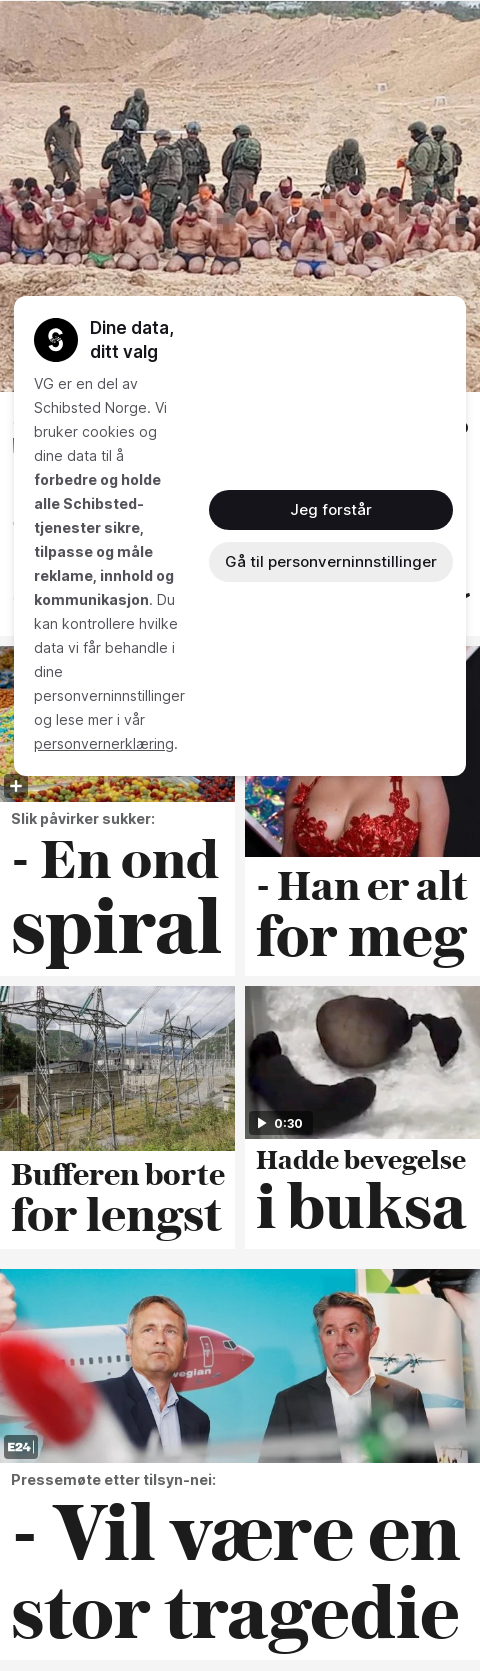 Dine data,
ditt valg
VG er en del av
Schibsted Norge. Vi
bruker cookies og
dine data til å
forbedre og holde
alle Schibsted-
tjenester sikre,
tilpasse og måle
reklame, innhold og
kommunikasjon. Du
kan kontrollere hvilke
data vi får behandle i
dine
personverninnstillinger
og lese mer i vår
personvernerklæring.
Jeg forstår
Gå til personverninnstillinger
Slik påvirker sukker:
- En ond
spiral
- Han er alt
for meg
Bufferen borte
for lengst
0:30
Hadde bevegelse
i buksa
wegian
E24
Pressemøte etter tilsyn-nei:
- Vil være en
stor tragedie